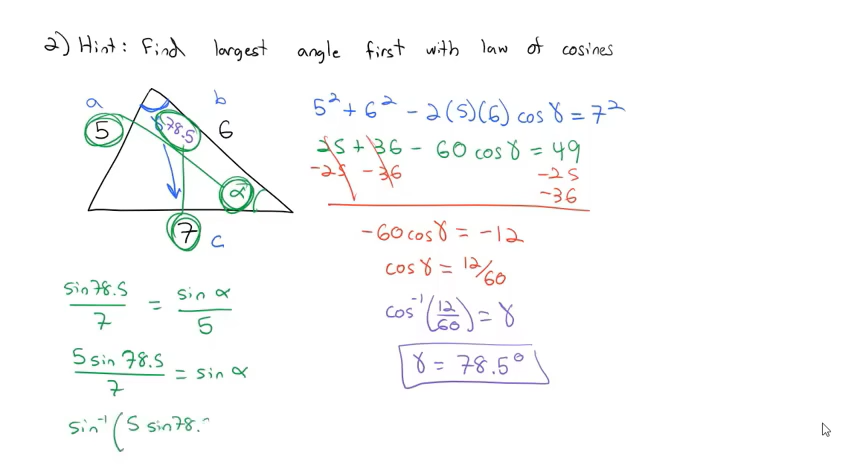 2) Hint: Find largest angle first with law of cosines
a
b
5
78.5
6
α
7
c
5² + 6² - 2(5)(6) cos γ = 7²
25 + 36 - 60 cos γ = 49
-25 -36 -25
-36
-60 cos γ = -12
cos γ = 12/60
cos⁻¹(12/60) = γ
γ = 78.5°
sin 78.5/7 = sin α/5
5 sin 78.5/7 = sin α
sin⁻¹(5 sin 78.